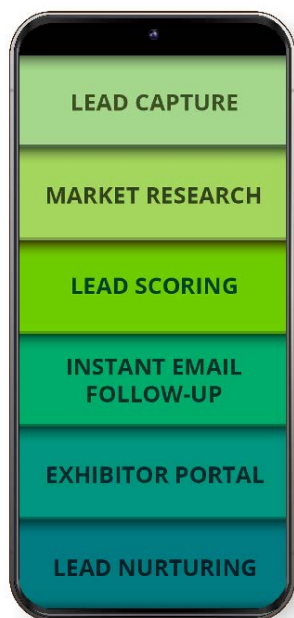 LEAD CAPTURE
MARKET RESEARCH
LEAD SCORING
INSTANT EMAIL
FOLLOW-UP
EXHIBITOR PORTAL
LEAD NURTURING